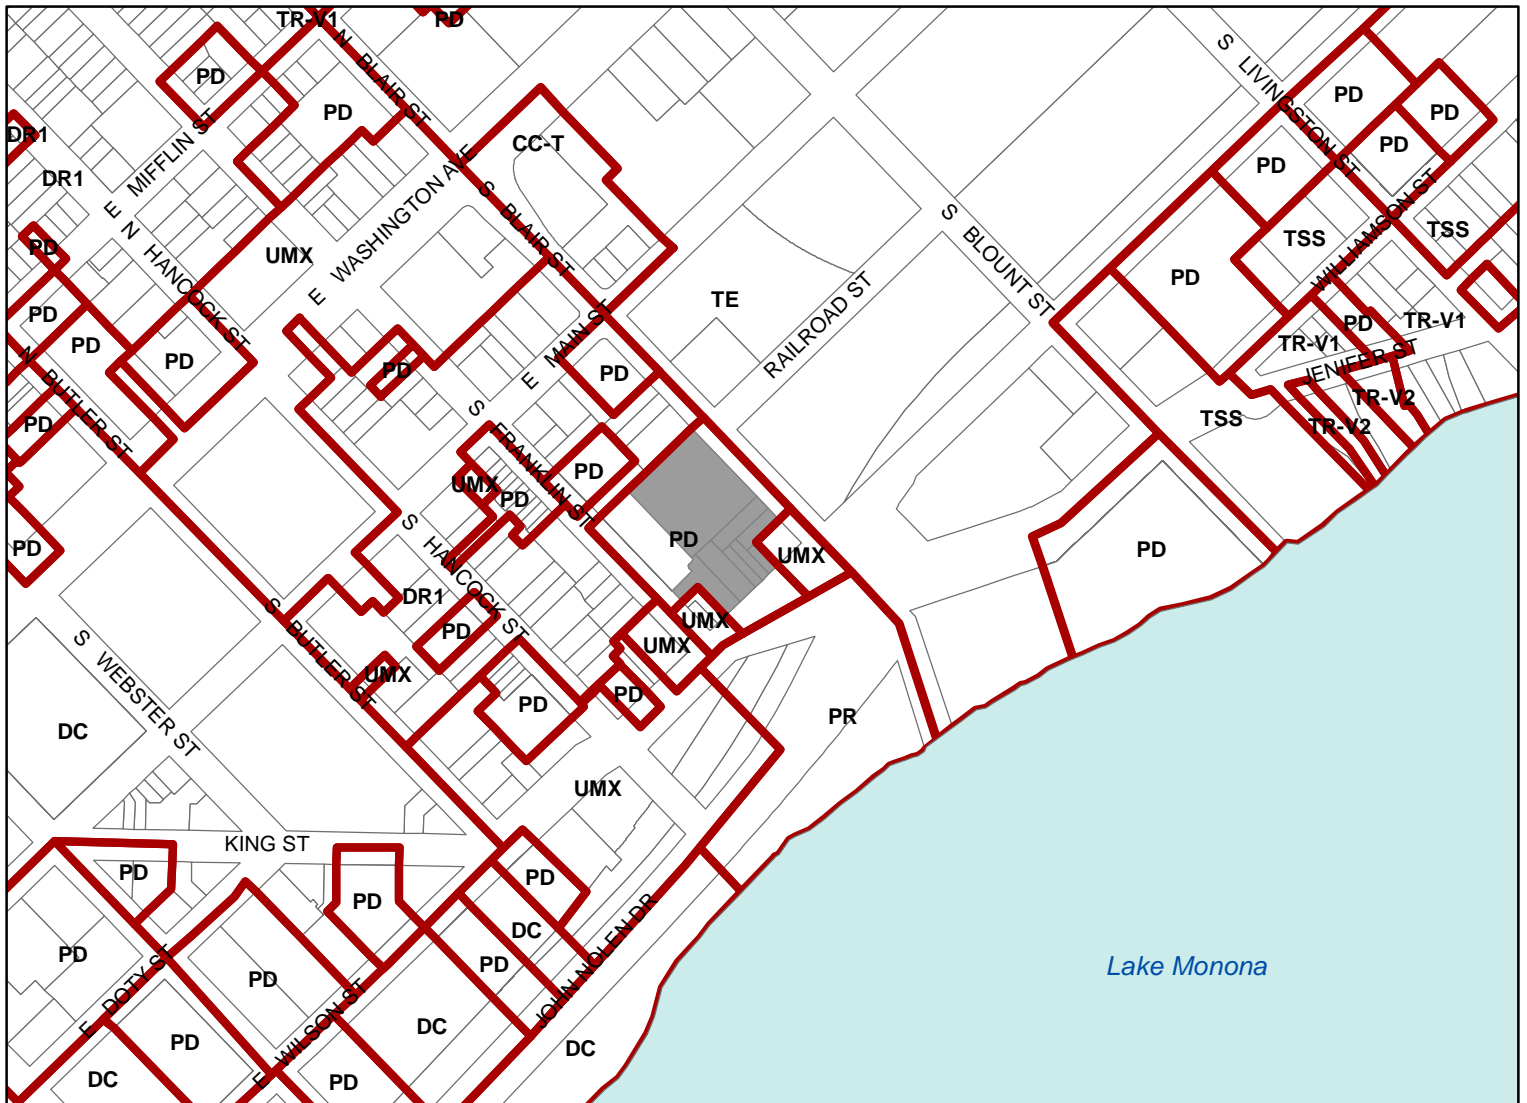 TR-V1
PD
N BLAIR ST
S LIVINGSTON ST
PD
PD
PD
PD
DR1
CC-T
PD
PD
E MIFFLIN ST
DR1
E WASHINGTON AVE
S BLAIR ST
S BLOUNT ST
WILLIAMSON ST
TSS
TSS
N HANCOCK ST
PD
UMX
PD
TE
RAILROAD ST
PD
PD
PD
E MAIN ST
PD
TR-V1
TR-V1
JENIFER ST
N BUTLER ST
PD
PD
TR-V2
TR-V2
TSS
PD
S FRANKLIN ST
PD
UMX
PD
PD
UMX
PD
PD
S HANCOCK ST
DR1
PD
UMX
UMX
S BUTLER ST
UMX
PD
PD
PR
S WEBSTER ST
DC
UMX
KING ST
PD
PD
PD
DC
JOHN NOLEN DR
PD
PD
PD
Lake Monona
E DOTY ST
E WILSON ST
DC
PD
DC
DC
PD